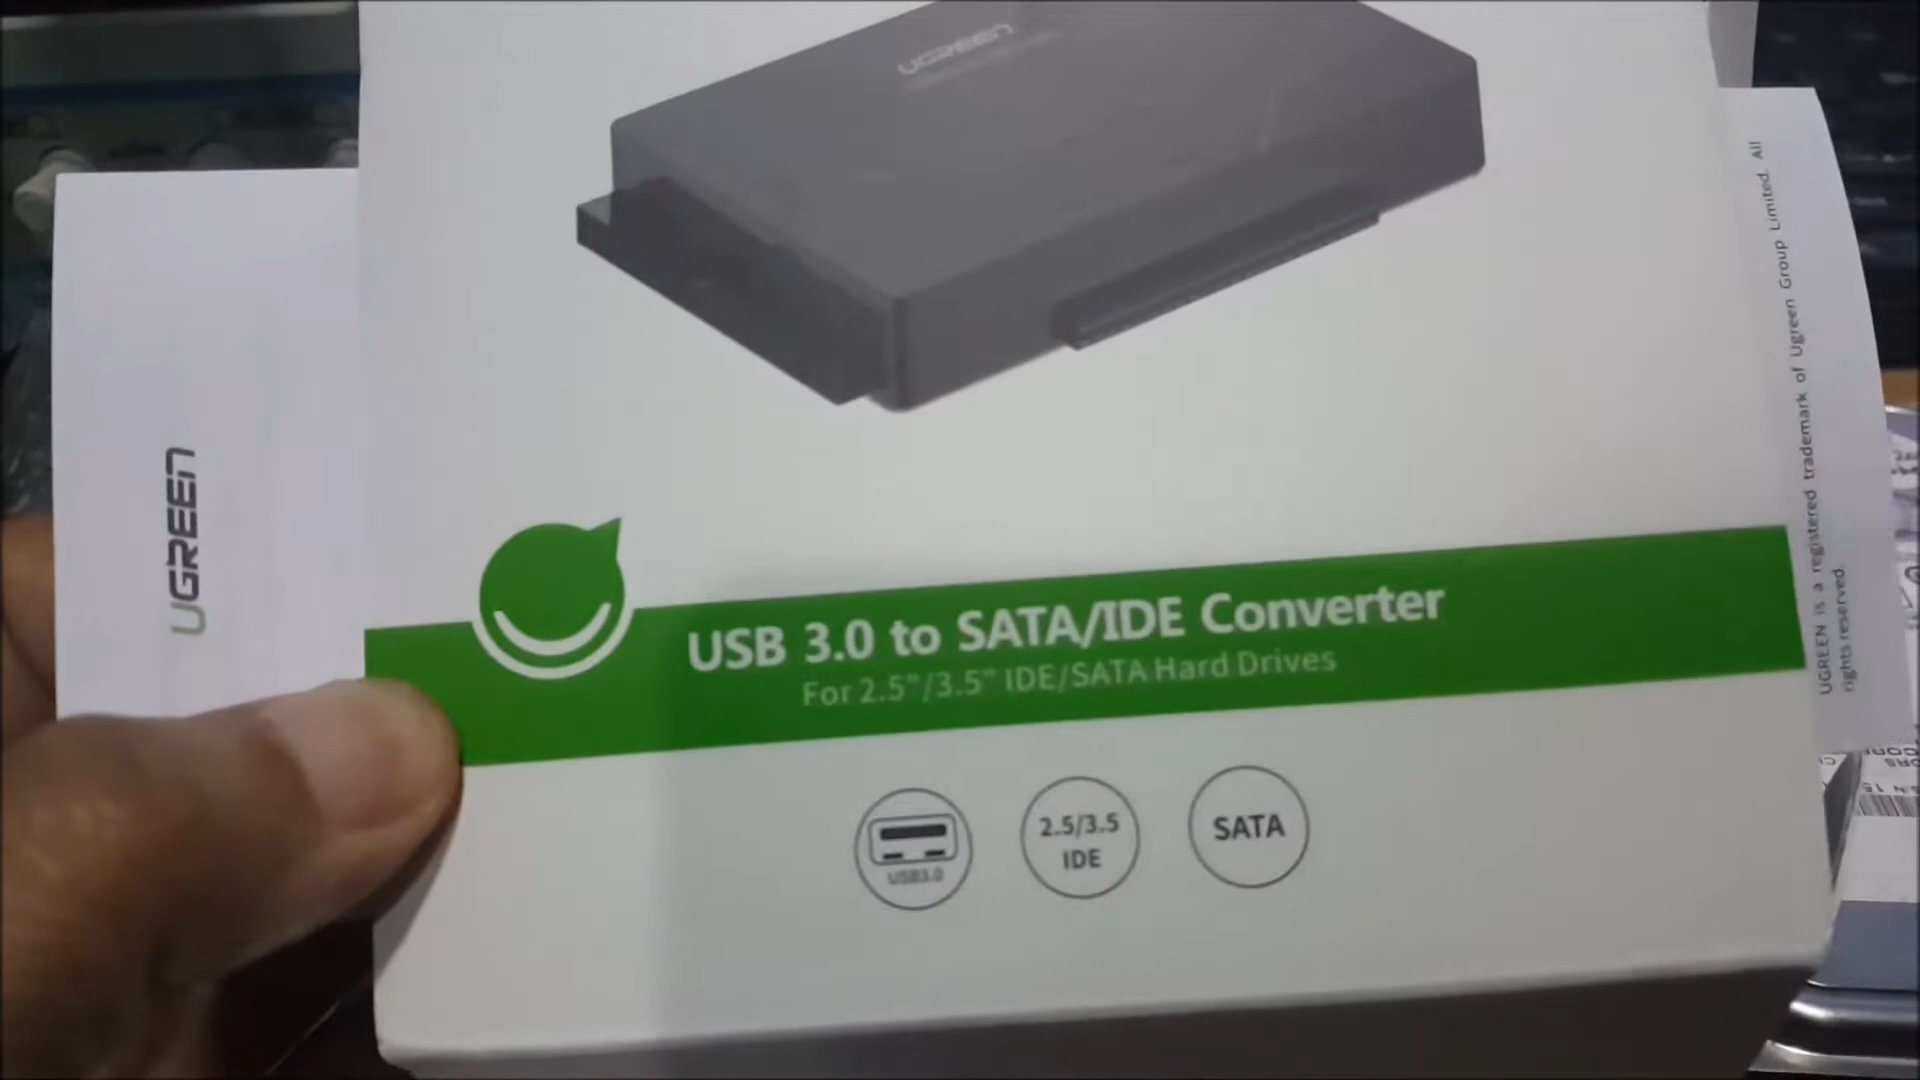 UGREEN
UGREEN
USB 3.0 to SATA/IDE Converter
For 2.5"/3.5" IDE/SATA Hard Drives
USB3.0
2.5/3.5
IDE
SATA
UGREEN is a registered trademark of Ugreen Group Limited. All
rights reserved.